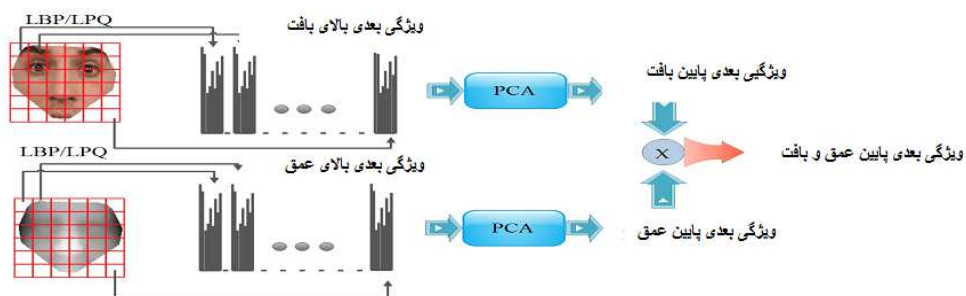 LBP/LPQ
ویژگی بعدی بالای بافت
PCA
ویژگیی بعدی پایین بافت
X
ویژگی بعدی پایین عمق و بافت
LBP/LPQ
ویژگی بعدی بالای عمق
PCA
ویژگی بعدی پایین عمق